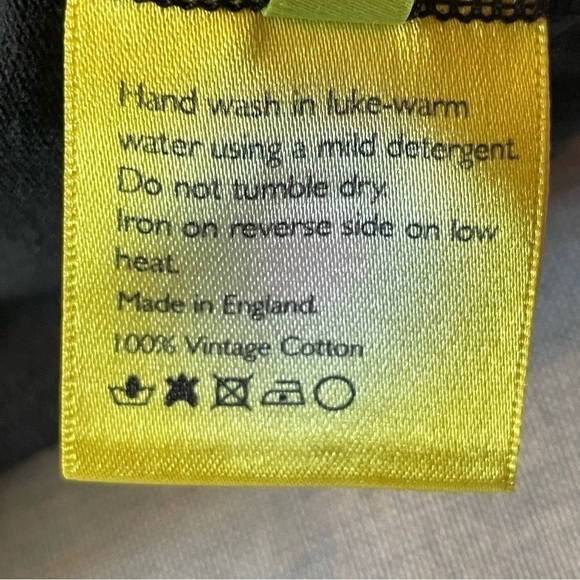 Hand wash in luke-warm
water using a mild detergent.
Do not tumble dry.
Iron on reverse side on low
heat.
Made in England.
100% Vintage Cotton